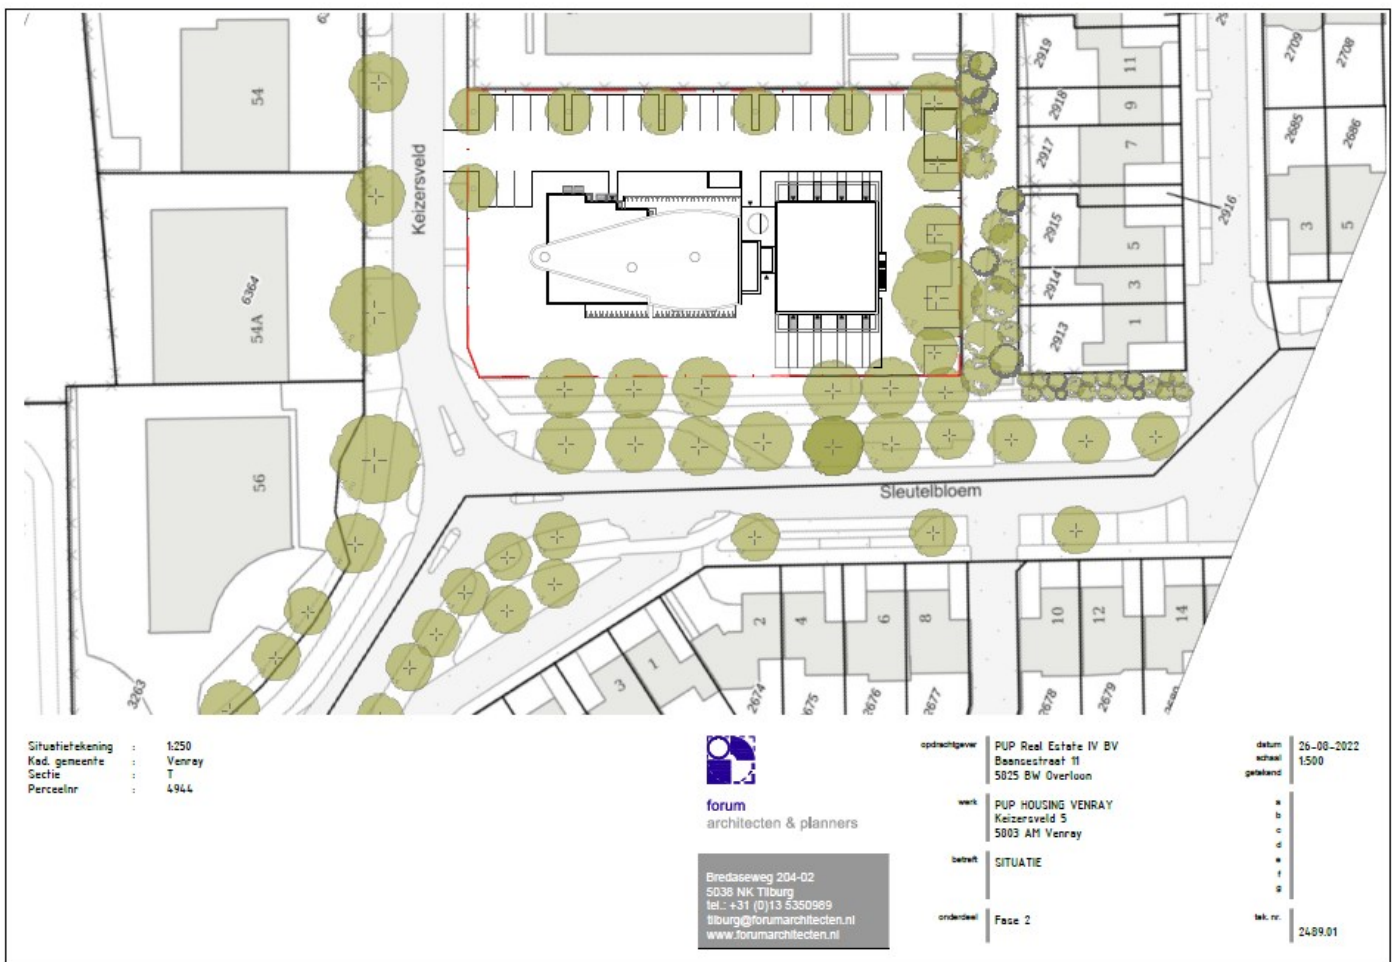 54
Keizersveld
54A
6364
56
3263
2919
11
2918
9
2917
7
2916
2915
5
2914
3
2913
1
2709
2708
2685
2686
3
5
Sleutelbloem
3
1
2
4
6
8
10
12
14
2674
2676
2677
2679
Situatietekening : 1:250
Kad. gemeente : Venray
Sectie : T
Perceelnr : 4944
forum
architecten & planners
Bredaseweg 204-02
5038 NK Tilburg
tel.: +31 (0)13 5350989
tilburg@forumarchitecten.nl
www.forumarchitecten.nl
opdrachtgever PUP Real Estate IV BV
Baansestraat 11
5825 BW Overloon
werk PUP HOUSING VENRAY
Keizersveld 5
5803 AM Venray
betreft SITUATIE
onderdeel Fase 2
datum 26-08-2022
schaal 1:500
getekend
a
b
c
d
e
f
g
tek. nr.
2489.01